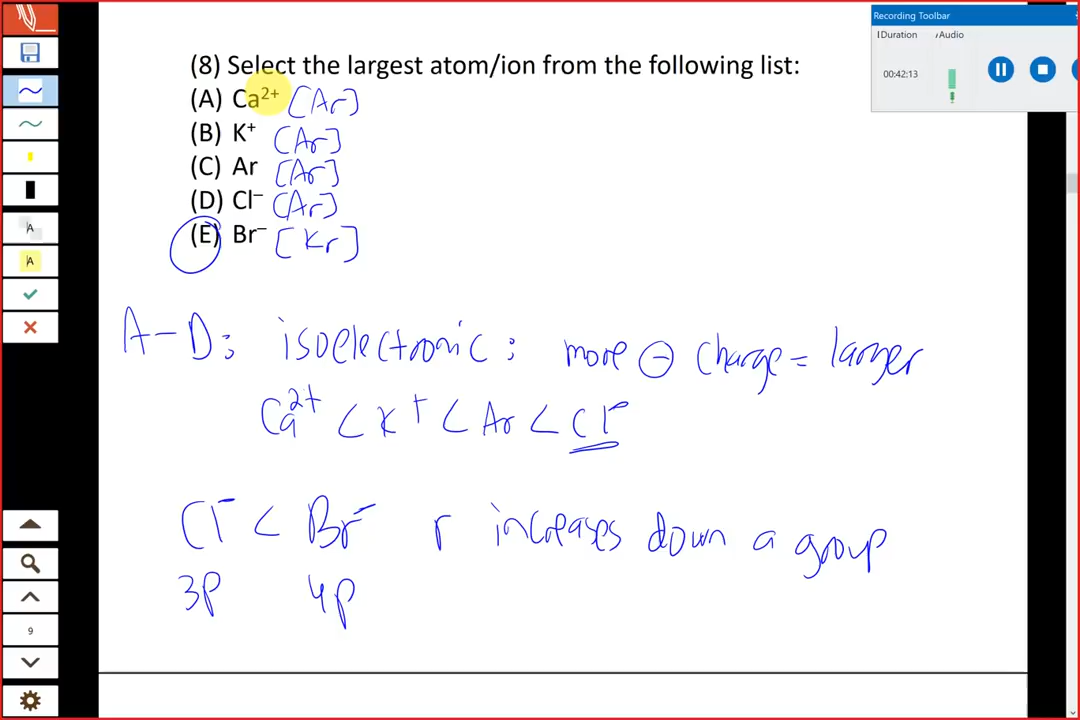 Recording Toolbar
Duration
Audio
00:42:13
(8) Select the largest atom/ion from the following list:
(A) Ca²⁺ [Ar]
(B) K⁺ [Ar]
(C) Ar [Ar]
(D) Cl⁻ [Ar]
(E) Br⁻ [Kr]
A-D: isoelectronic: more ⊖ charge = larger
Ca²⁺ < K⁺ < Ar < Cl⁻
Cl⁻ < Br⁻ r increases down a group
3p 4p
A
A
9